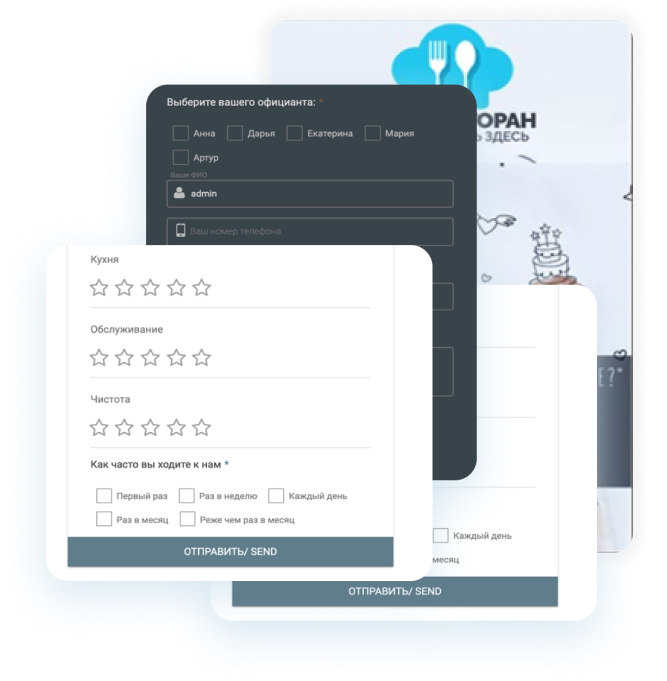 ОРАН
ЗДЕСЬ
Выберите вашего официанта: *
Анна Дарья Екатерина Мария
Артур
Ваши ФИО
admin
Ваш номер телефона
Кухня
Обслуживание
Чистота
Как часто вы ходите к нам *
Первый раз Раз в неделю Каждый день
Раз в месяц Реже чем раз в месяц
ОТПРАВИТЬ/ SEND
Е?"
Каждый день
месяц
ОТПРАВИТЬ/ SEND